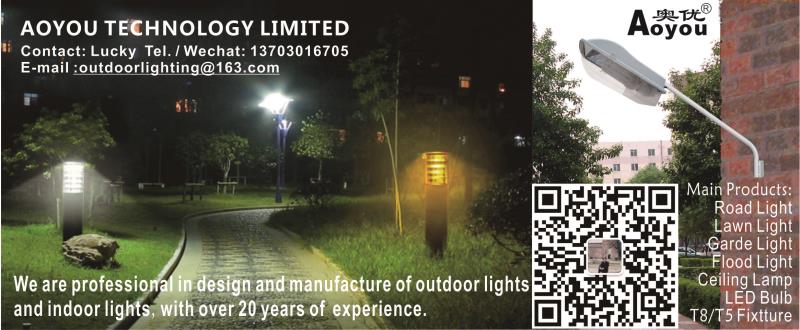 AOYOU TECHNOLOGY LIMITED
Contact: Lucky Tel. / Wechat: 13703016705
E-mail :outdoorlighting@163.com
We are professional in design and manufacture of outdoor lights
and indoor lights, with over 20 years of experience.
奥优®
Aoyou
Main Products:
Road Light
Lawn Light
Garde Light
Flood Light
Ceiling Lamp
LED Bulb
T8/T5 Fixtture